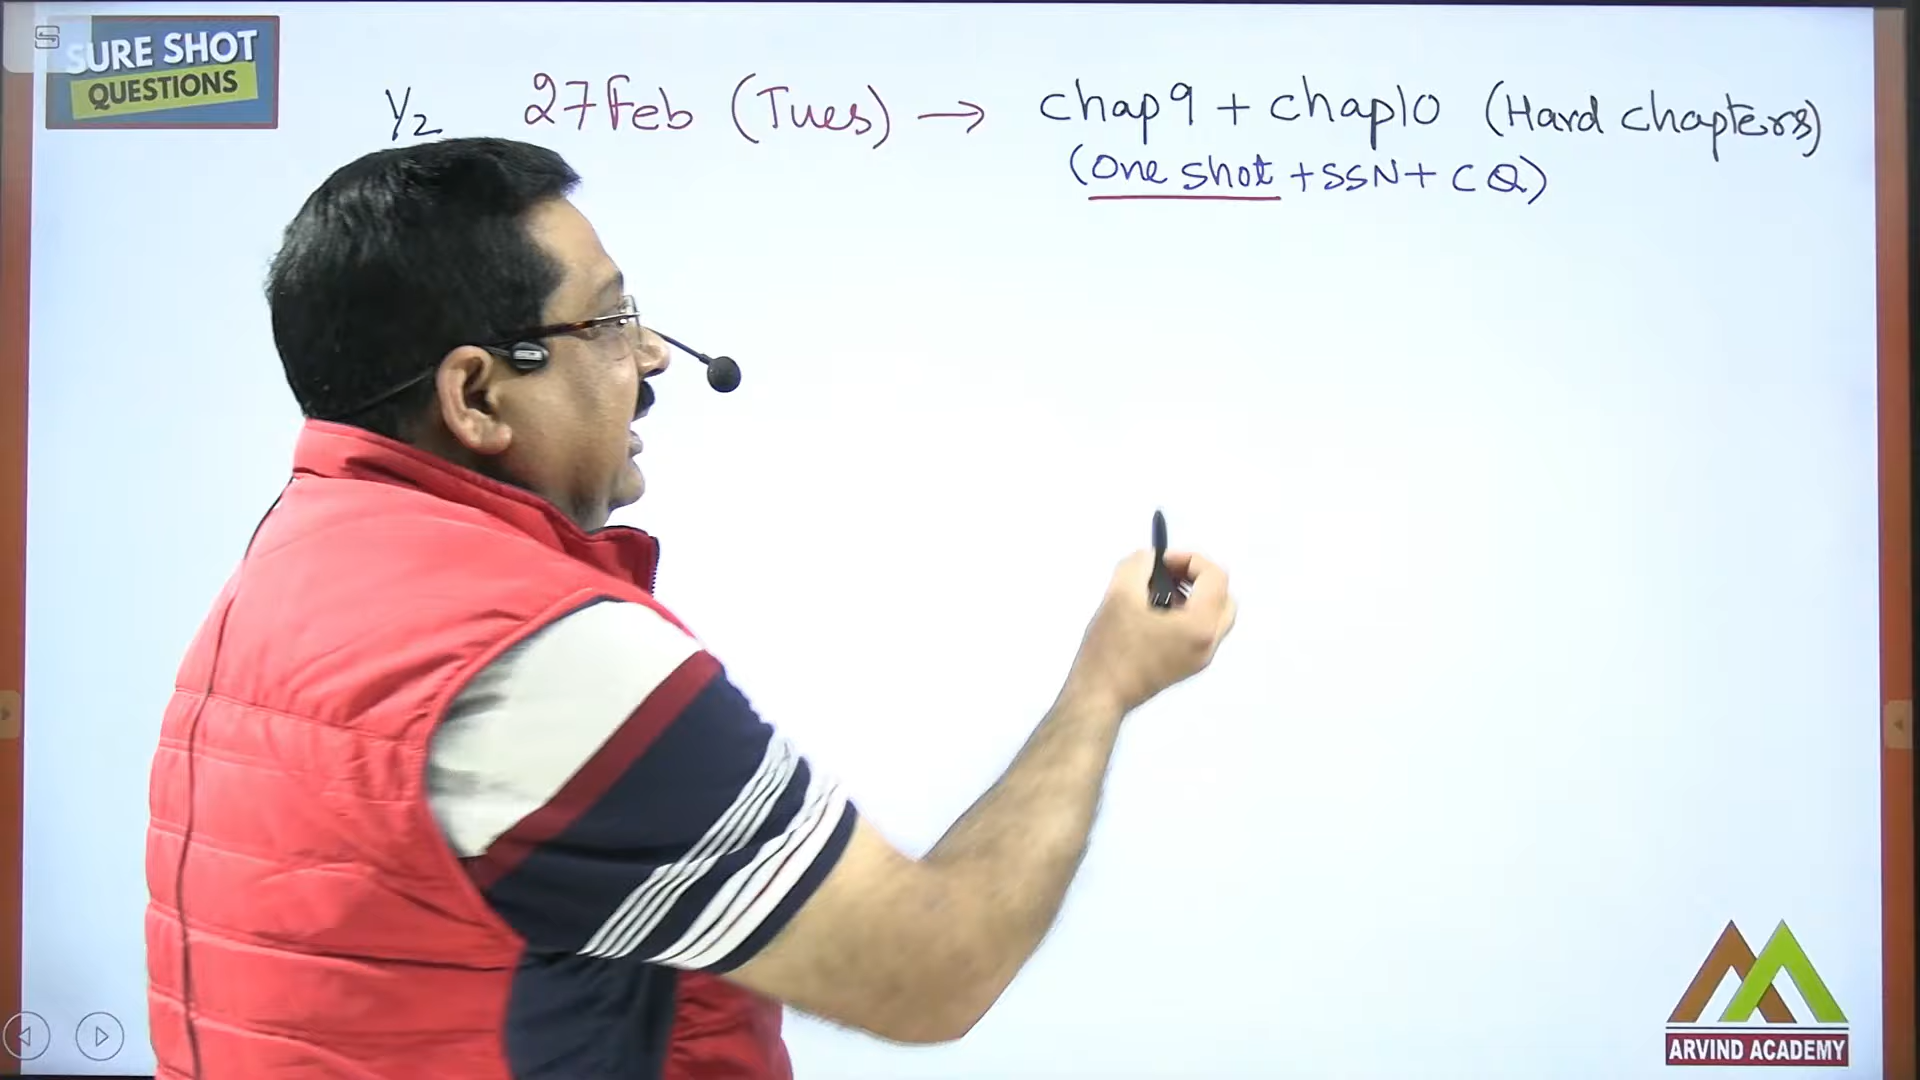 SURE SHOT
QUESTIONS
1/2 27 Feb (Tues) → chap 9 + chap 10 (Hard chapters)
(One shot + SSN + CQ)
ARVIND ACADEMY